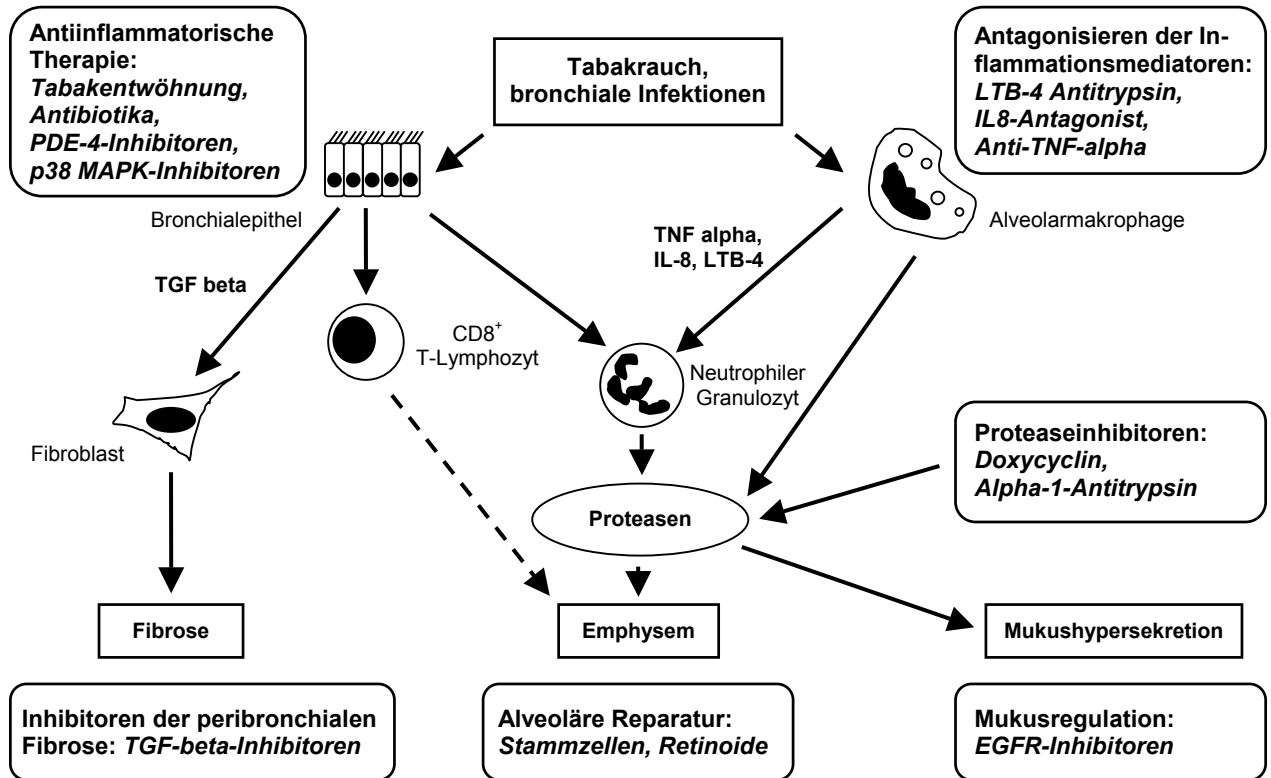 Antiinflammatorische
Therapie:
Tabakentwöhnung,
Antibiotika,
PDE-4-Inhibitoren,
p38 MAPK-Inhibitoren
Tabakrauch,
bronchiale Infektionen
Antagonisieren der In-
flammationsmediatoren:
LTB-4 Antitrypsin,
IL8-Antagonist,
Anti-TNF-alpha
Bronchialepithel
Alveolarmakrophage
TNF alpha,
IL-8, LTB-4
TGF beta
CD8+
T-Lymphozyt
Neutrophiler
Granulozyt
Fibroblast
Proteaseinhibitoren:
Doxycyclin,
Alpha-1-Antitrypsin
Proteasen
Fibrose
Emphysem
Mukushypersekretion
Inhibitoren der peribronchialen
Fibrose: TGF-beta-Inhibitoren
Alveoläre Reparatur:
Stammzellen, Retinoide
Mukusregulation:
EGFR-Inhibitoren